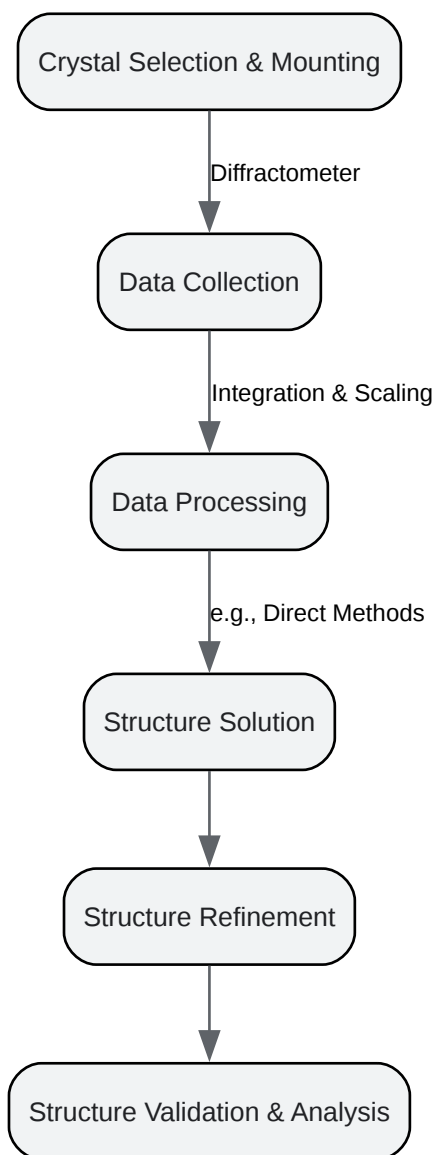 Crystal Selection & Mounting
Diffractometer
Data Collection
Integration & Scaling
Data Processing
e.g., Direct Methods
Structure Solution
Structure Refinement
Structure Validation & Analysis